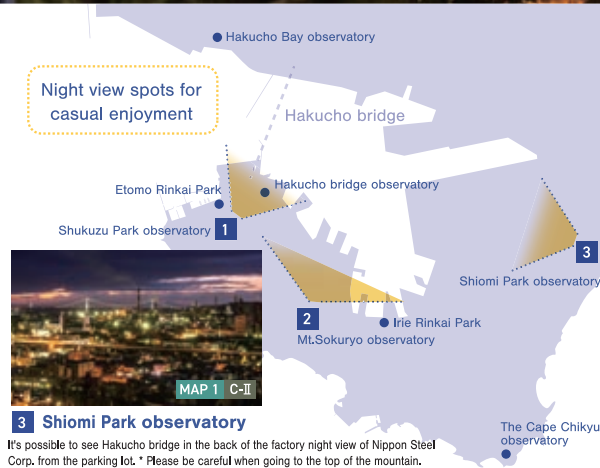 Hakucho Bay observatory
Night view spots for
casual enjoyment
Hakucho bridge
Etomo Rinkai Park
Hakucho bridge observatory
Shukuzu Park observatory 1
3
Shiomi Park observatory
2
Irie Rinkai Park
Mt.Sokuryo observatory
MAP 1 C-Ⅱ
3 Shiomi Park observatory
The Cape Chikyu
observatory
It's possible to see Hakucho bridge in the back of the factory night view of Nippon Steel
Corp. from the parking lot. * Please be careful when going to the top of the mountain.